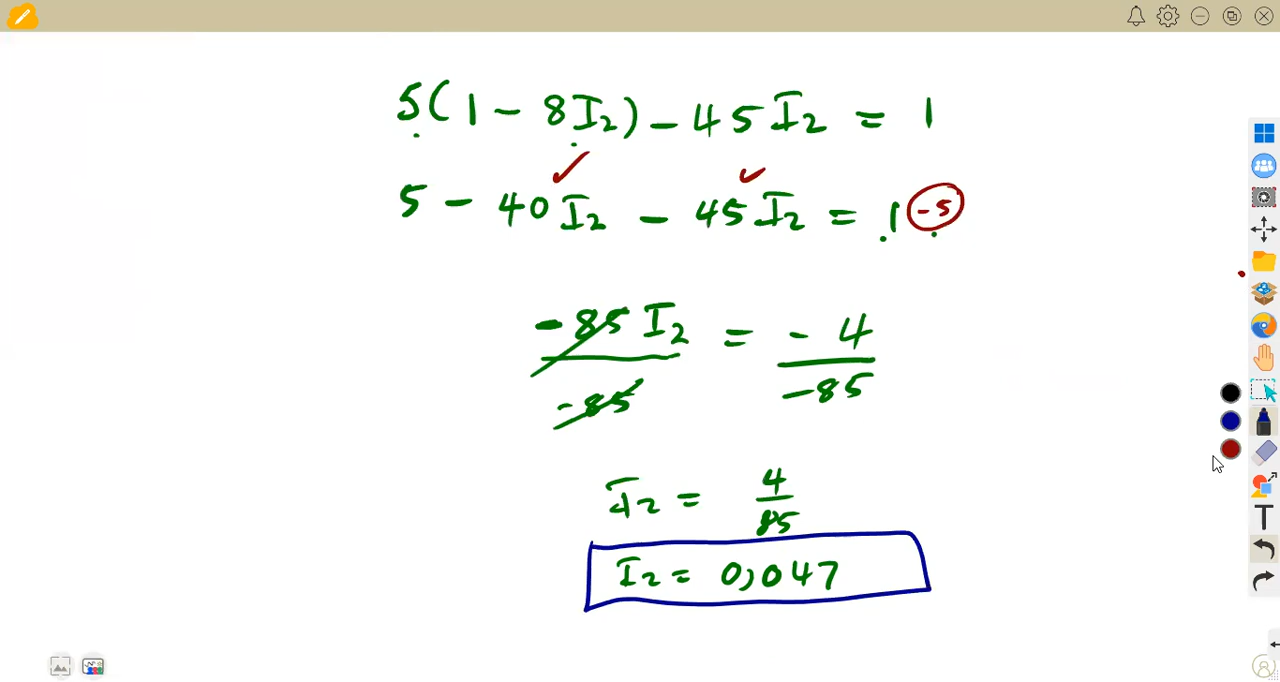 5(1 - 8I₂) - 45I₂ = 1
5 - 40I₂ - 45I₂ = 1 -5
-85I₂ = -4
-85 -85
I₂ = 4
85
I₂ = 0,047
T